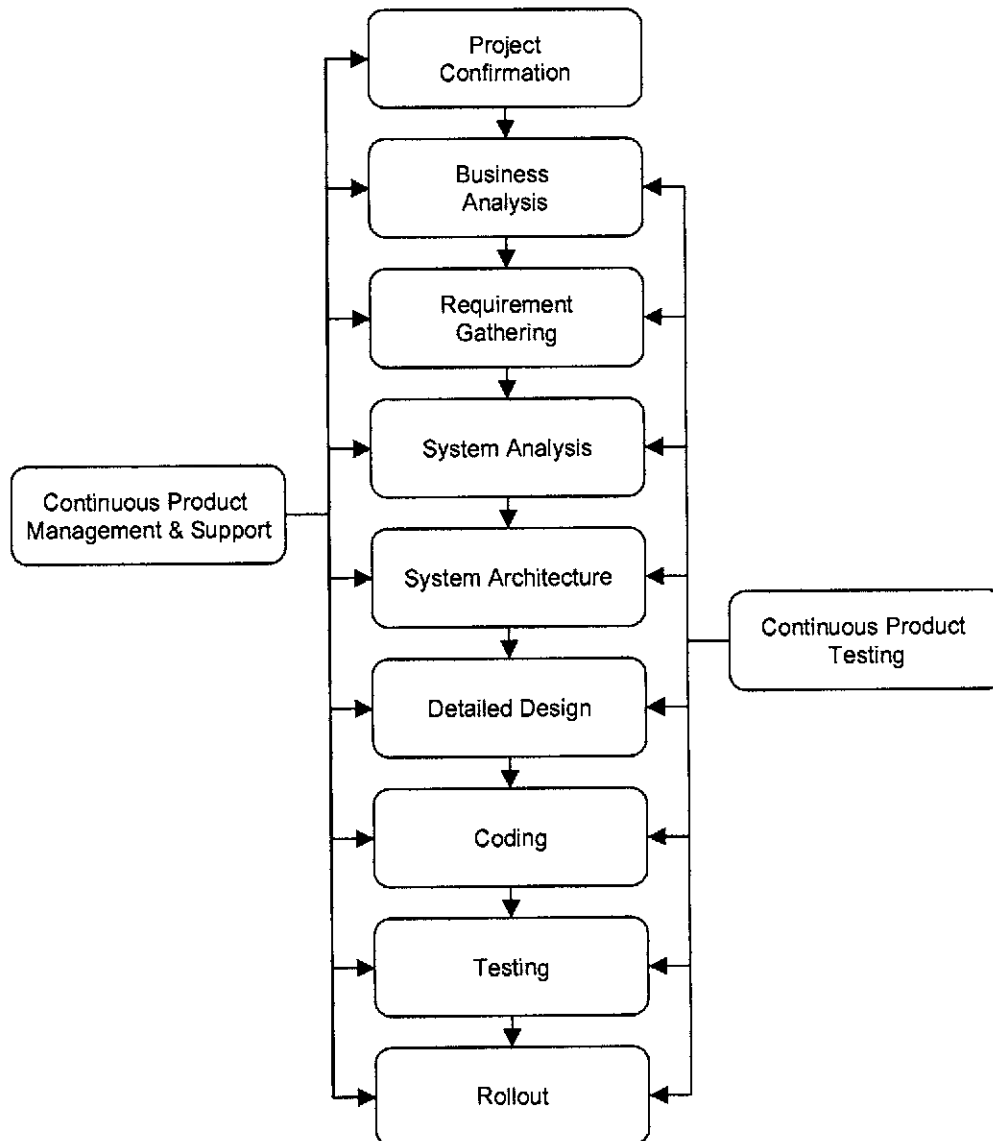 Project
Confirmation
Business
Analysis
Requirement
Gathering
System Analysis
Continuous Product
Management & Support
System Architecture
Continuous Product
Testing
Detailed Design
Coding
Testing
Rollout